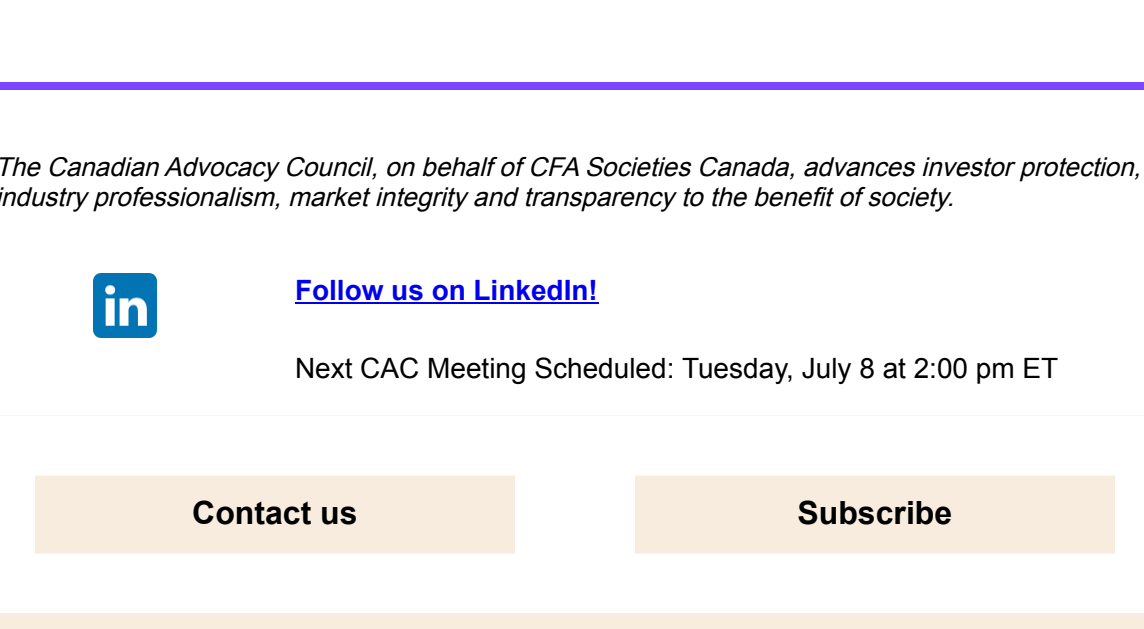 The Canadian Advocacy Council, on behalf of CFA Societies Canada, advances investor protection,
industry professionalism, market integrity and transparency to the benefit of society.
in
Follow us on LinkedIn!
Next CAC Meeting Scheduled: Tuesday, July 8 at 2:00 pm ET
Contact us
Subscribe